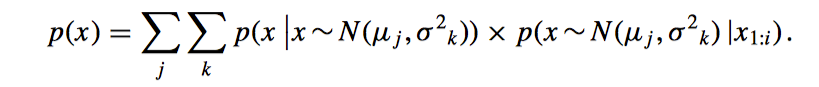 p(x) = ∑_j ∑_k p(x |x ~ N(μ_j, σ²_k)) × p(x ~ N(μ_j, σ²_k) |x_{1:i}).